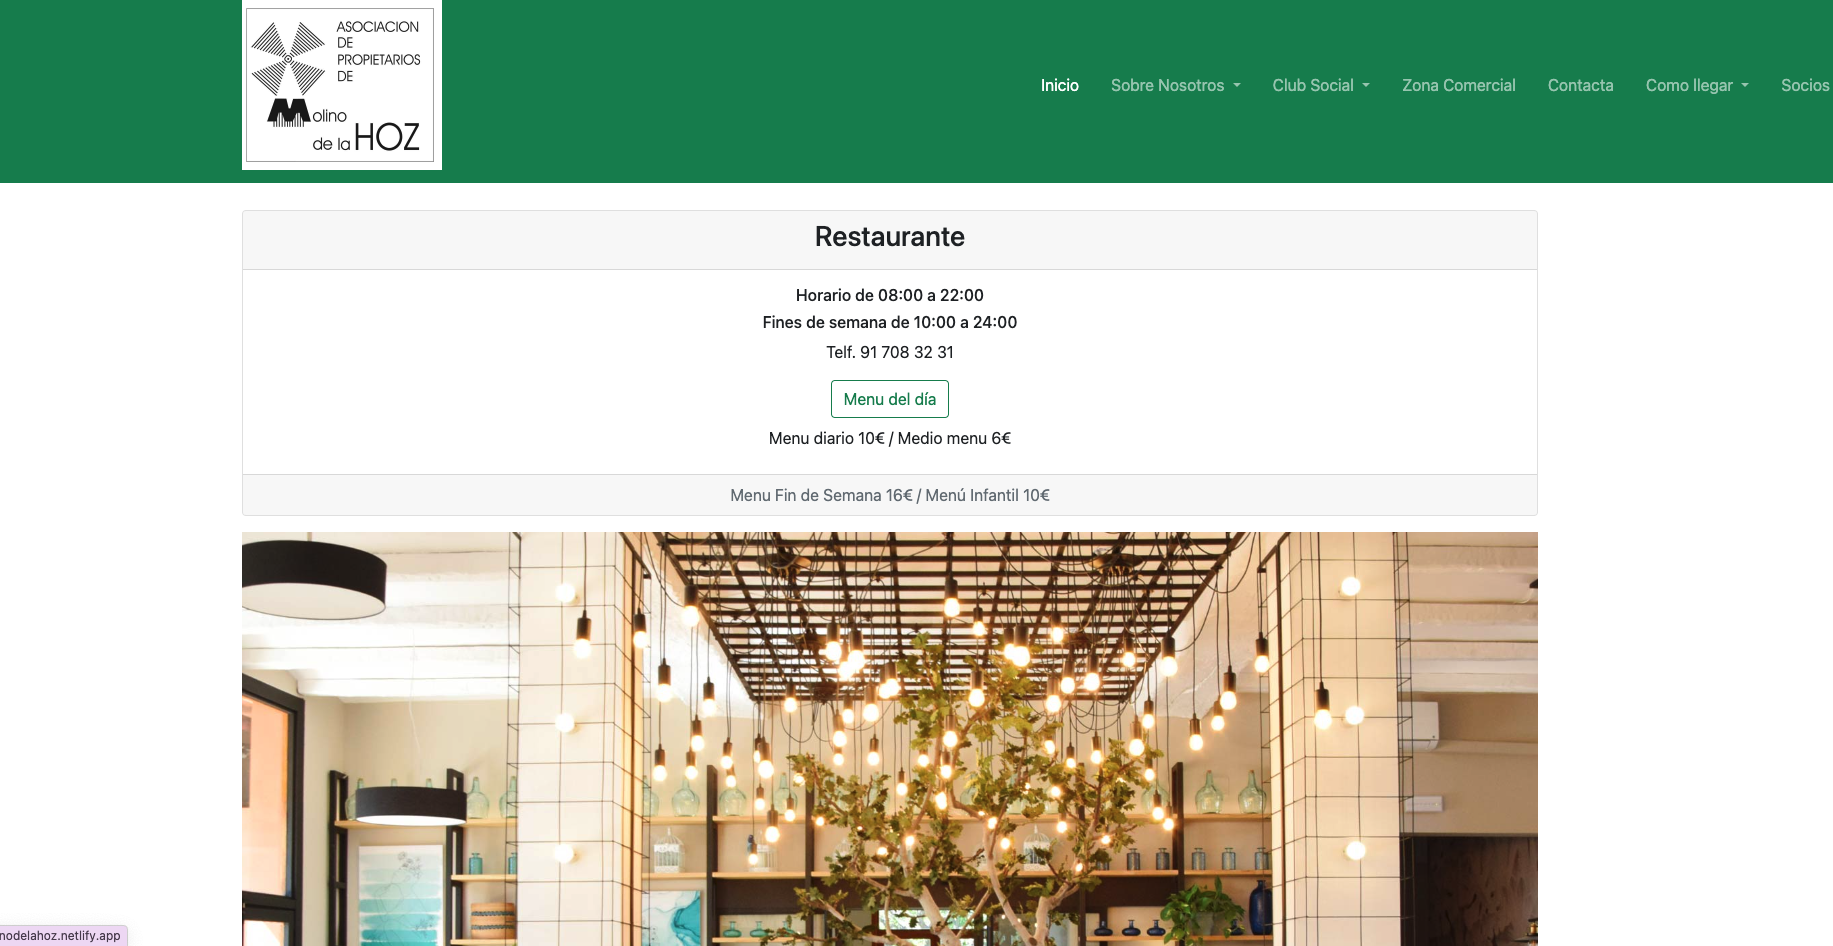 ASOCIACION
DE
PROPIETARIOS
DE
Molino
de la HOZ
Inicio Sobre Nosotros Club Social Zona Comercial Contacta Como llegar Socios
Restaurante
Horario de 08:00 a 22:00
Fines de semana de 10:00 a 24:00
Telf. 91 708 32 31
Menu del día
Menu diario 10€ / Medio menu 6€
Menu Fin de Semana 16€ / Menú Infantil 10€
nodelahoz.netlify.app